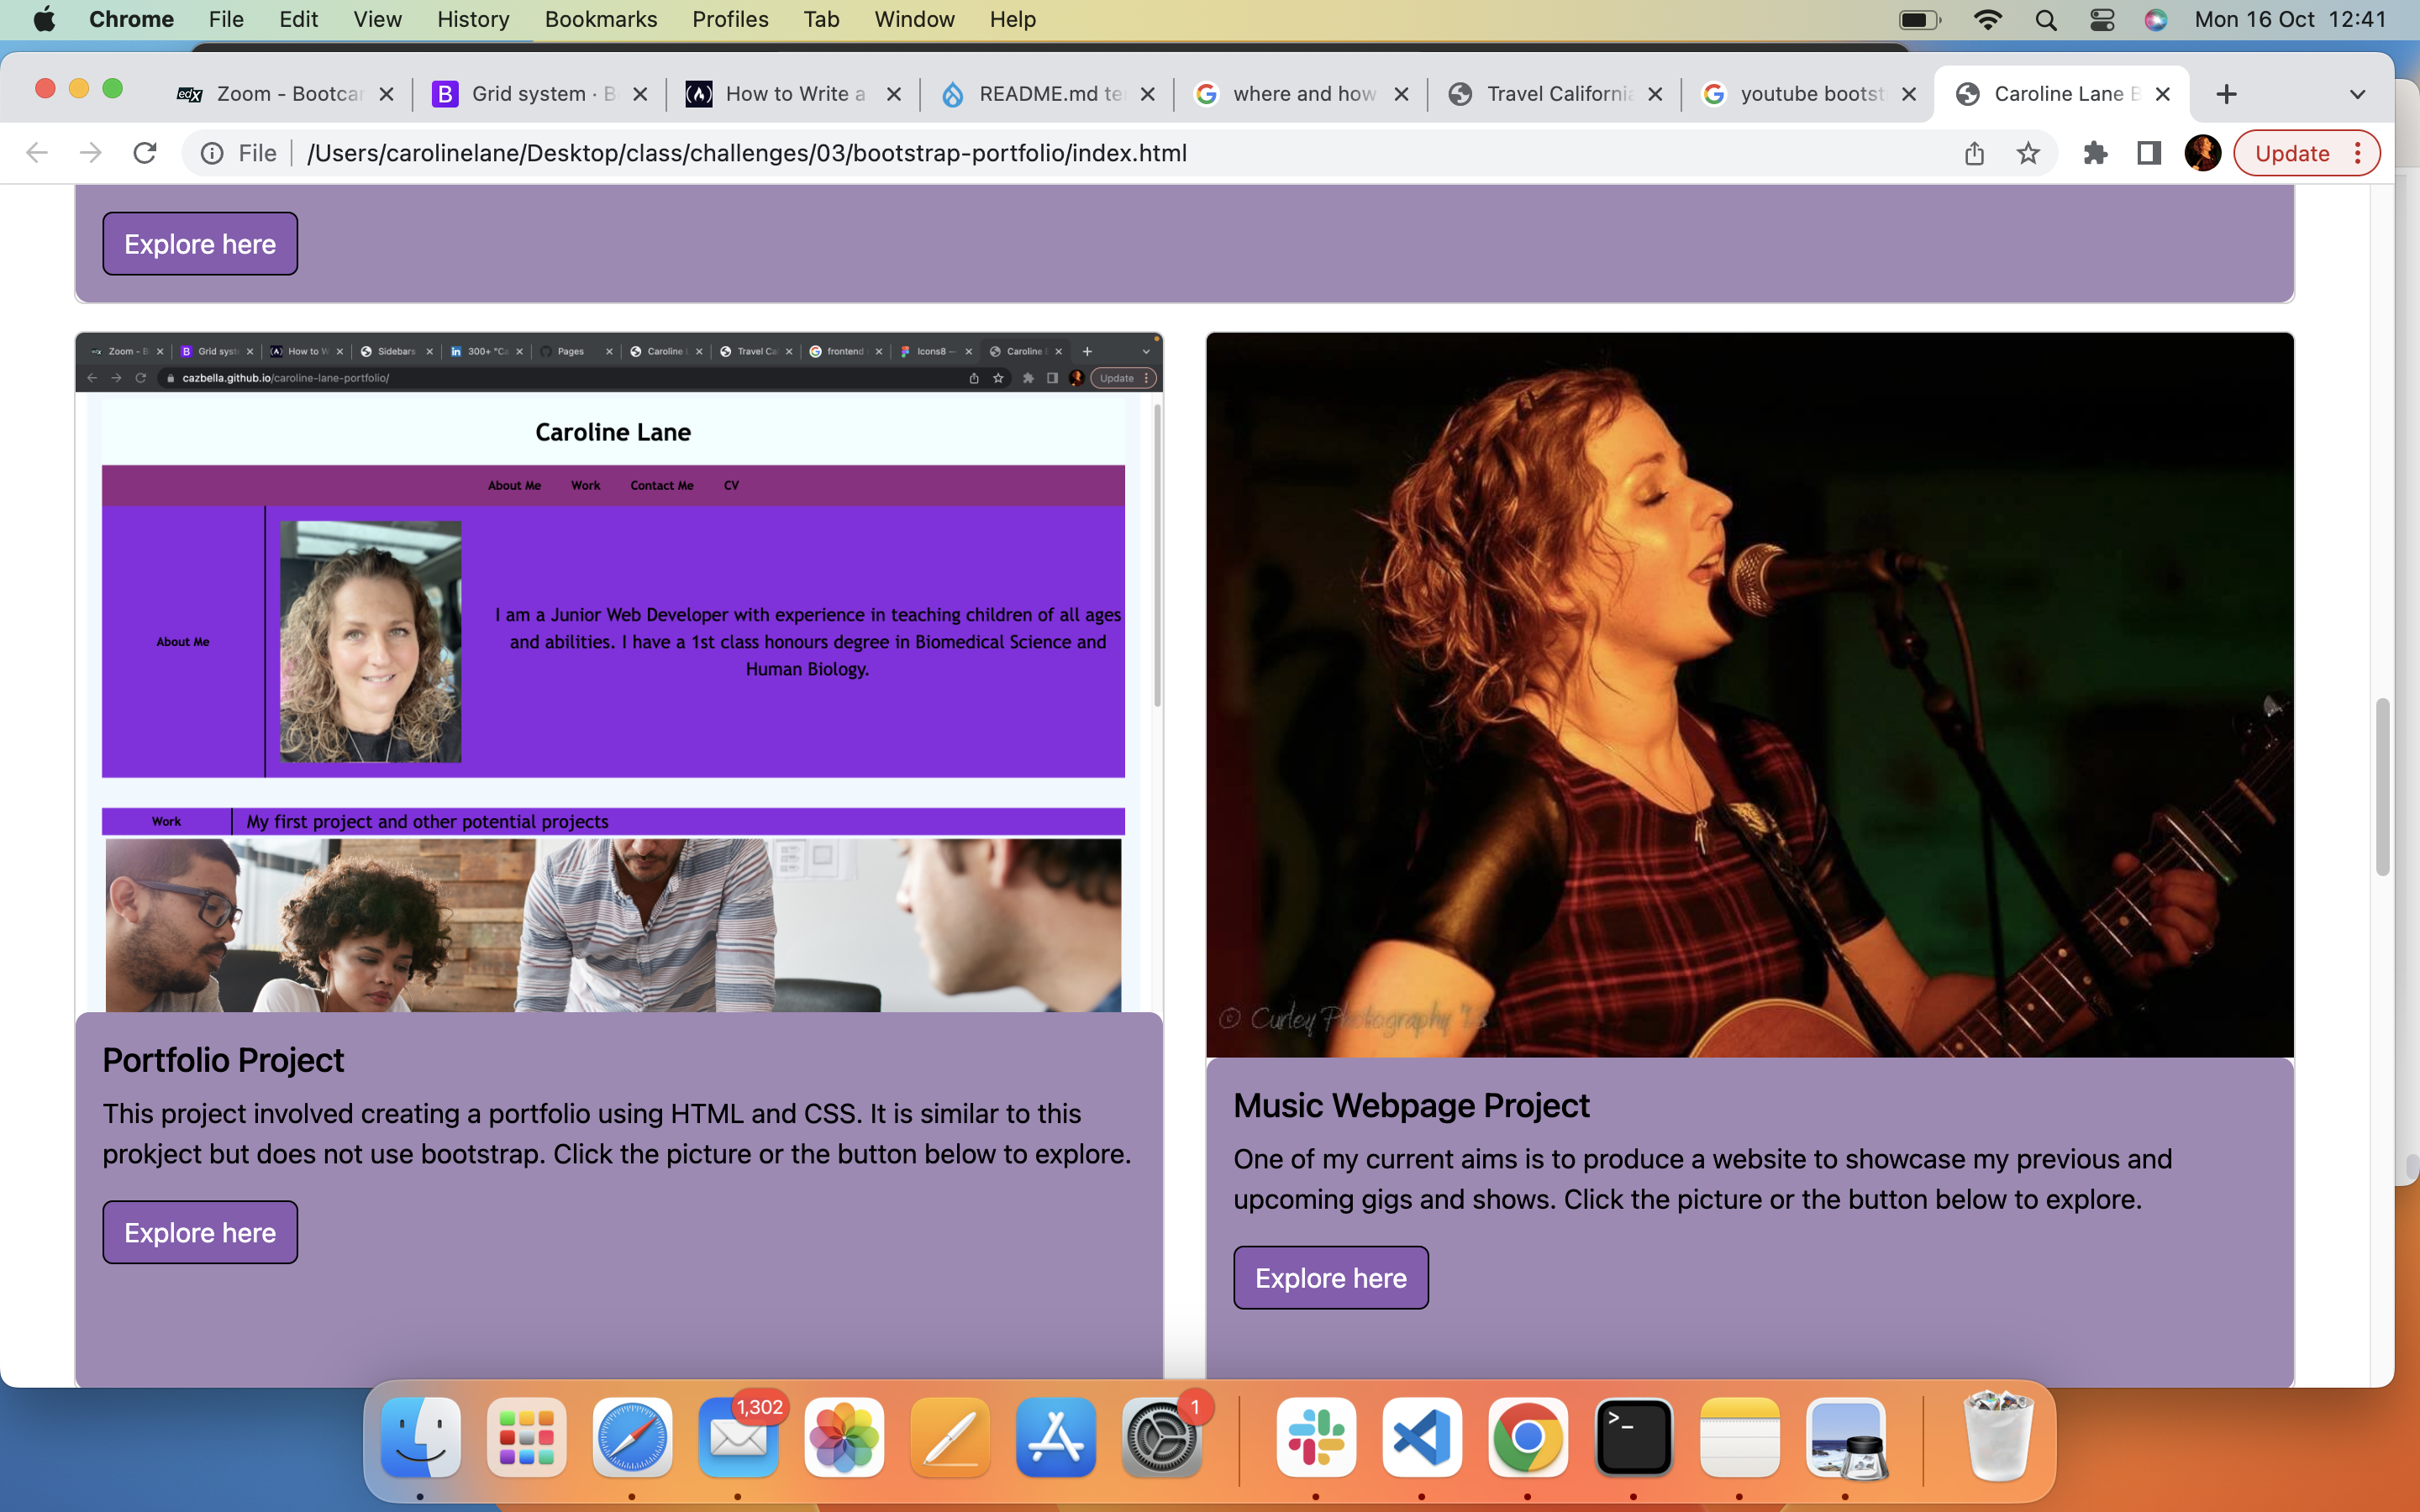 Chrome File Edit View History Bookmarks Profiles Tab Window Help Mon 16 Oct 12:41
edX Zoom - Bootcar B Grid system · B How to Write a README.md te where and how Travel California youtube bootst Caroline Lane B
File /Users/carolinelane/Desktop/class/challenges/03/bootstrap-portfolio/index.html Update
Explore here
Zoom - B B Grid syst How to W Sidebars in 300+ "Ca Pages Caroline L Travel Ca frontend Icons8 — Caroline
cazbella.github.io/caroline-lane-portfolio/ Update
Caroline Lane
About Me Work Contact Me CV
About Me
I am a Junior Web Developer with experience in teaching children of all ages
and abilities. I have a 1st class honours degree in Biomedical Science and
Human Biology.
Work My first project and other potential projects
© Curley Photography '13
Portfolio Project
This project involved creating a portfolio using HTML and CSS. It is similar to this
prokject but does not use bootstrap. Click the picture or the button below to explore.
Explore here
Music Webpage Project
One of my current aims is to produce a website to showcase my previous and
upcoming gigs and shows. Click the picture or the button below to explore.
Explore here
1,302
1